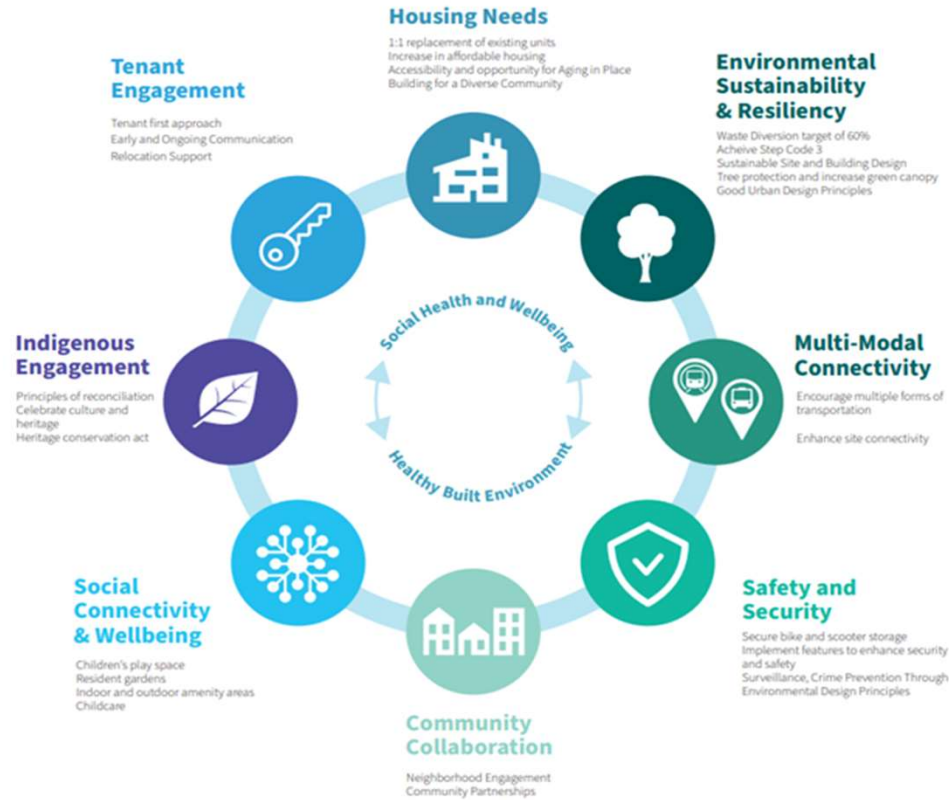 Housing Needs
1:1 replacement of existing units
Increase in affordable housing
Accessibility and opportunity for Aging in Place
Building for a Diverse Community
Environmental
Sustainability
& Resiliency
Waste Diversion target of 60%
Acheive Step Code 3
Sustainable Site and Building Design
Tree protection and increase green canopy
Good Urban Design Principles
Multi-Modal
Connectivity
Encourage multiple forms of
transportation
Enhance site connectivity
Safety and
Security
Secure bike and scooter storage
Implement features to enhance security
and safety
Surveillance, Crime Prevention Through
Environmental Design Principles
Community
Collaboration
Neighborhood Engagement
Community Partnerships
Social
Connectivity
& Wellbeing
Children's play space
Resident gardens
Indoor and outdoor amenity areas
Childcare
Indigenous
Engagement
Principles of reconciliation
Celebrate culture and
heritage
Heritage conservation act
Tenant
Engagement
Tenant first approach
Early and Ongoing Communication
Relocation Support
Social Health and Wellbeing
Healthy Built Environment